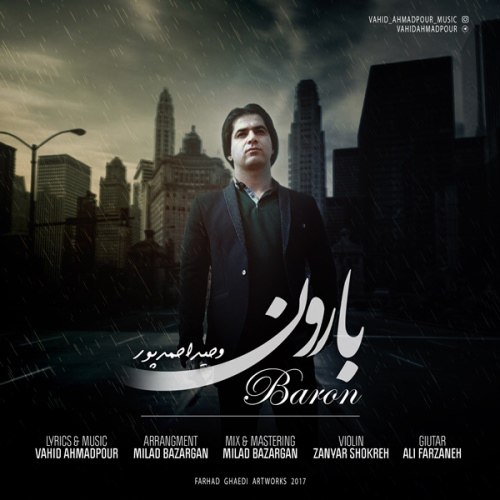 VAHID_AHMADPOUR_MUSIC
VAHIDAHMADPOUR
بارون
وحید احمدپور
Baron
LYRICS & MUSIC
VAHID AHMADPOUR
ARRANGMENT
MILAD BAZARGAN
MIX & MASTERING
MILAD BAZARGAN
VIOLIN
ZANYAR SHOKREH
GIUTAR
ALI FARZANEH
FARHAD GHAEDI ARTWORKS 2017